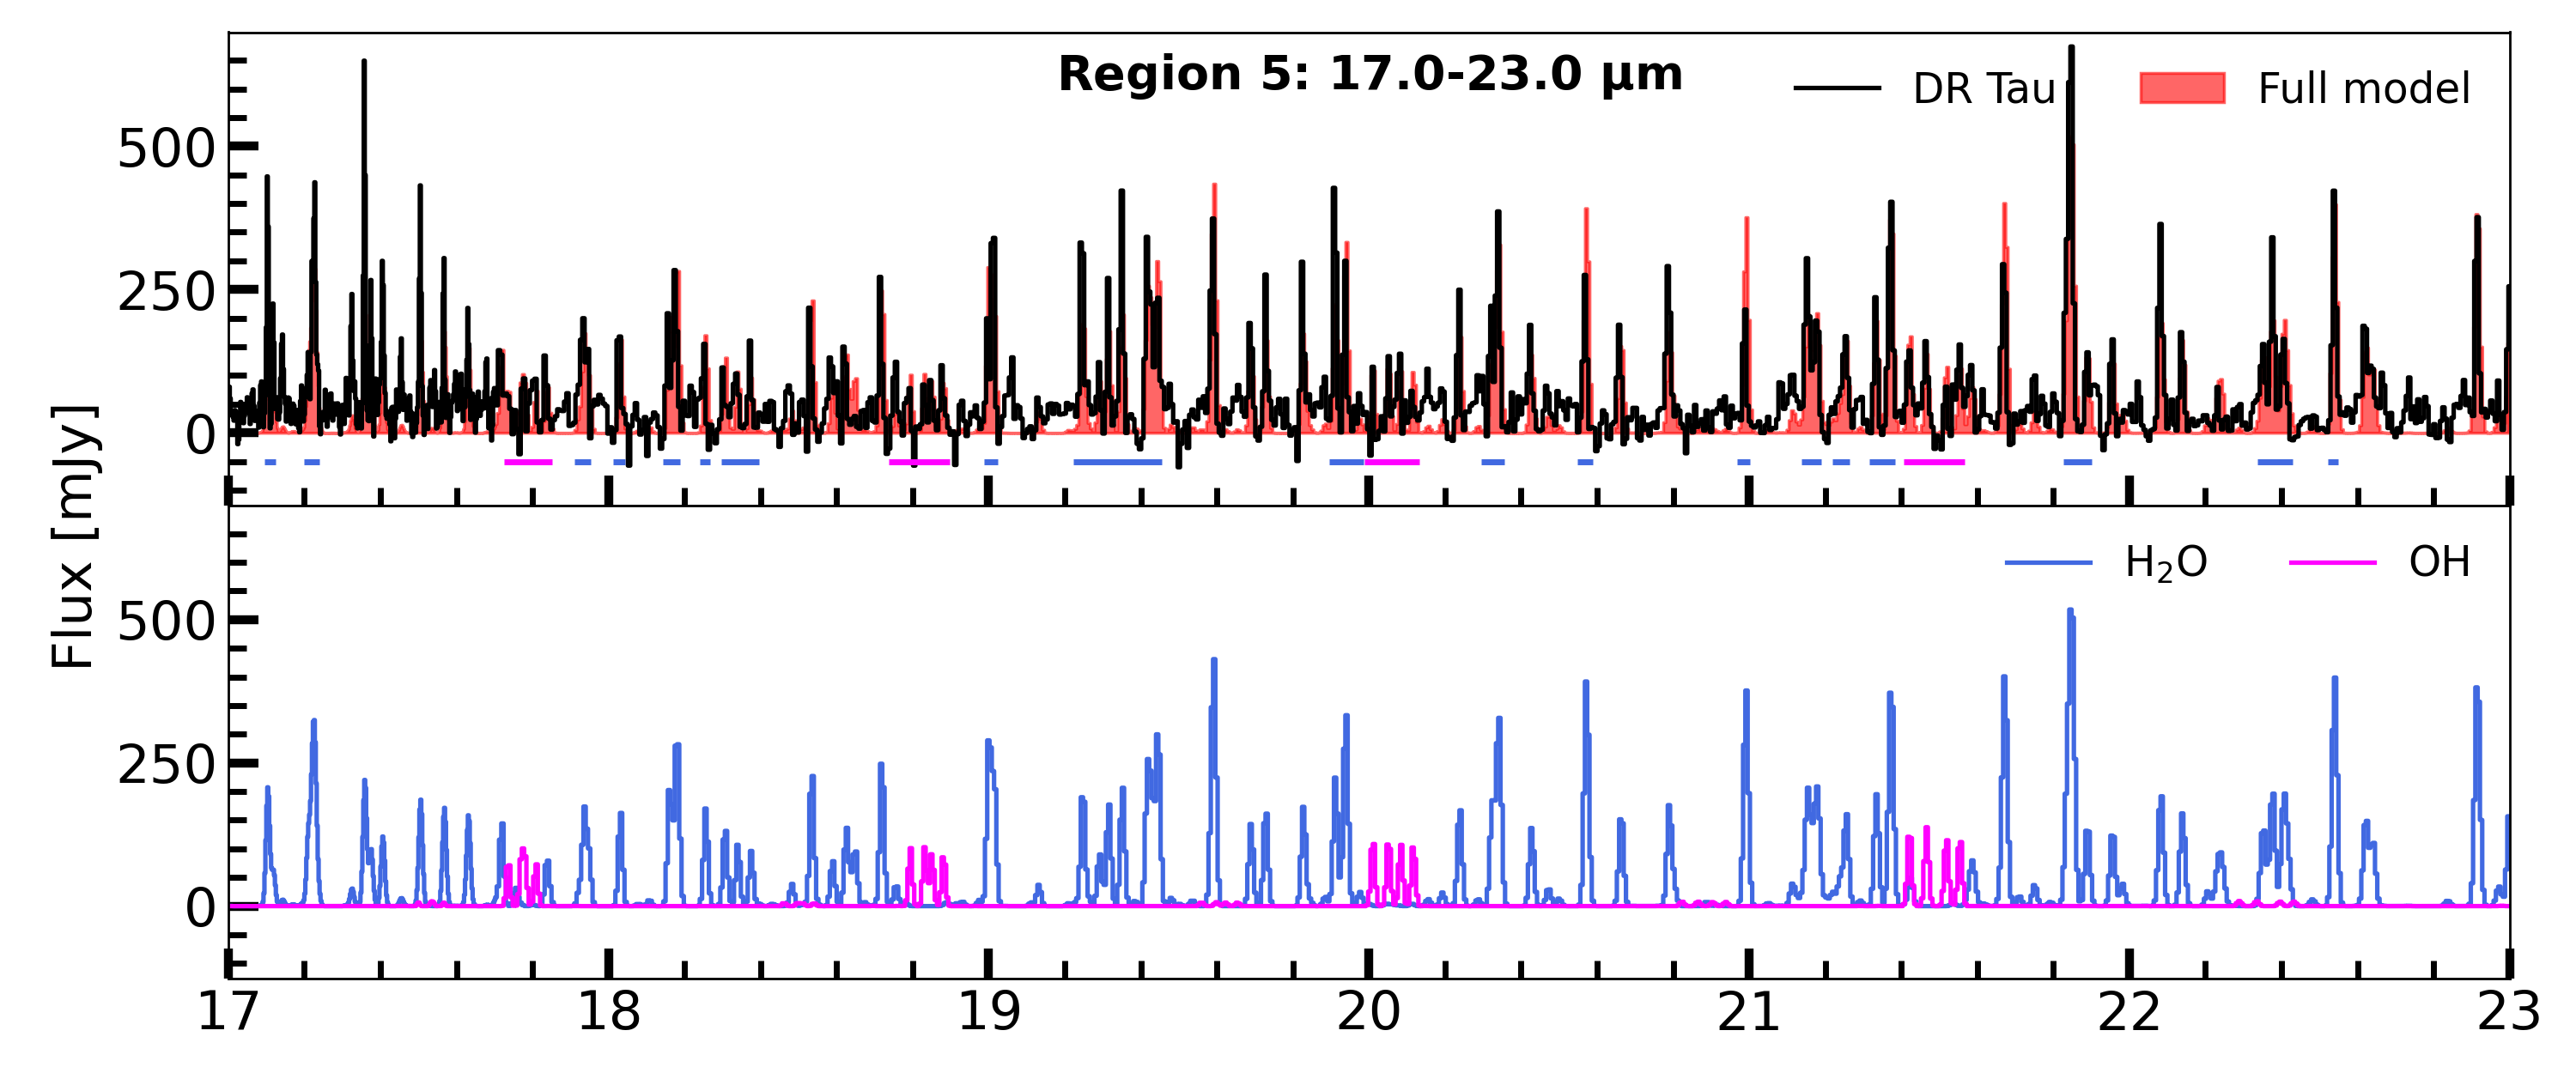 Region 5: 17.0-23.0 μm
DR Tau
Full model
500
250
0
Flux [mJy]
H₂O
OH
500
250
0
17 18 19 20 21 22 23